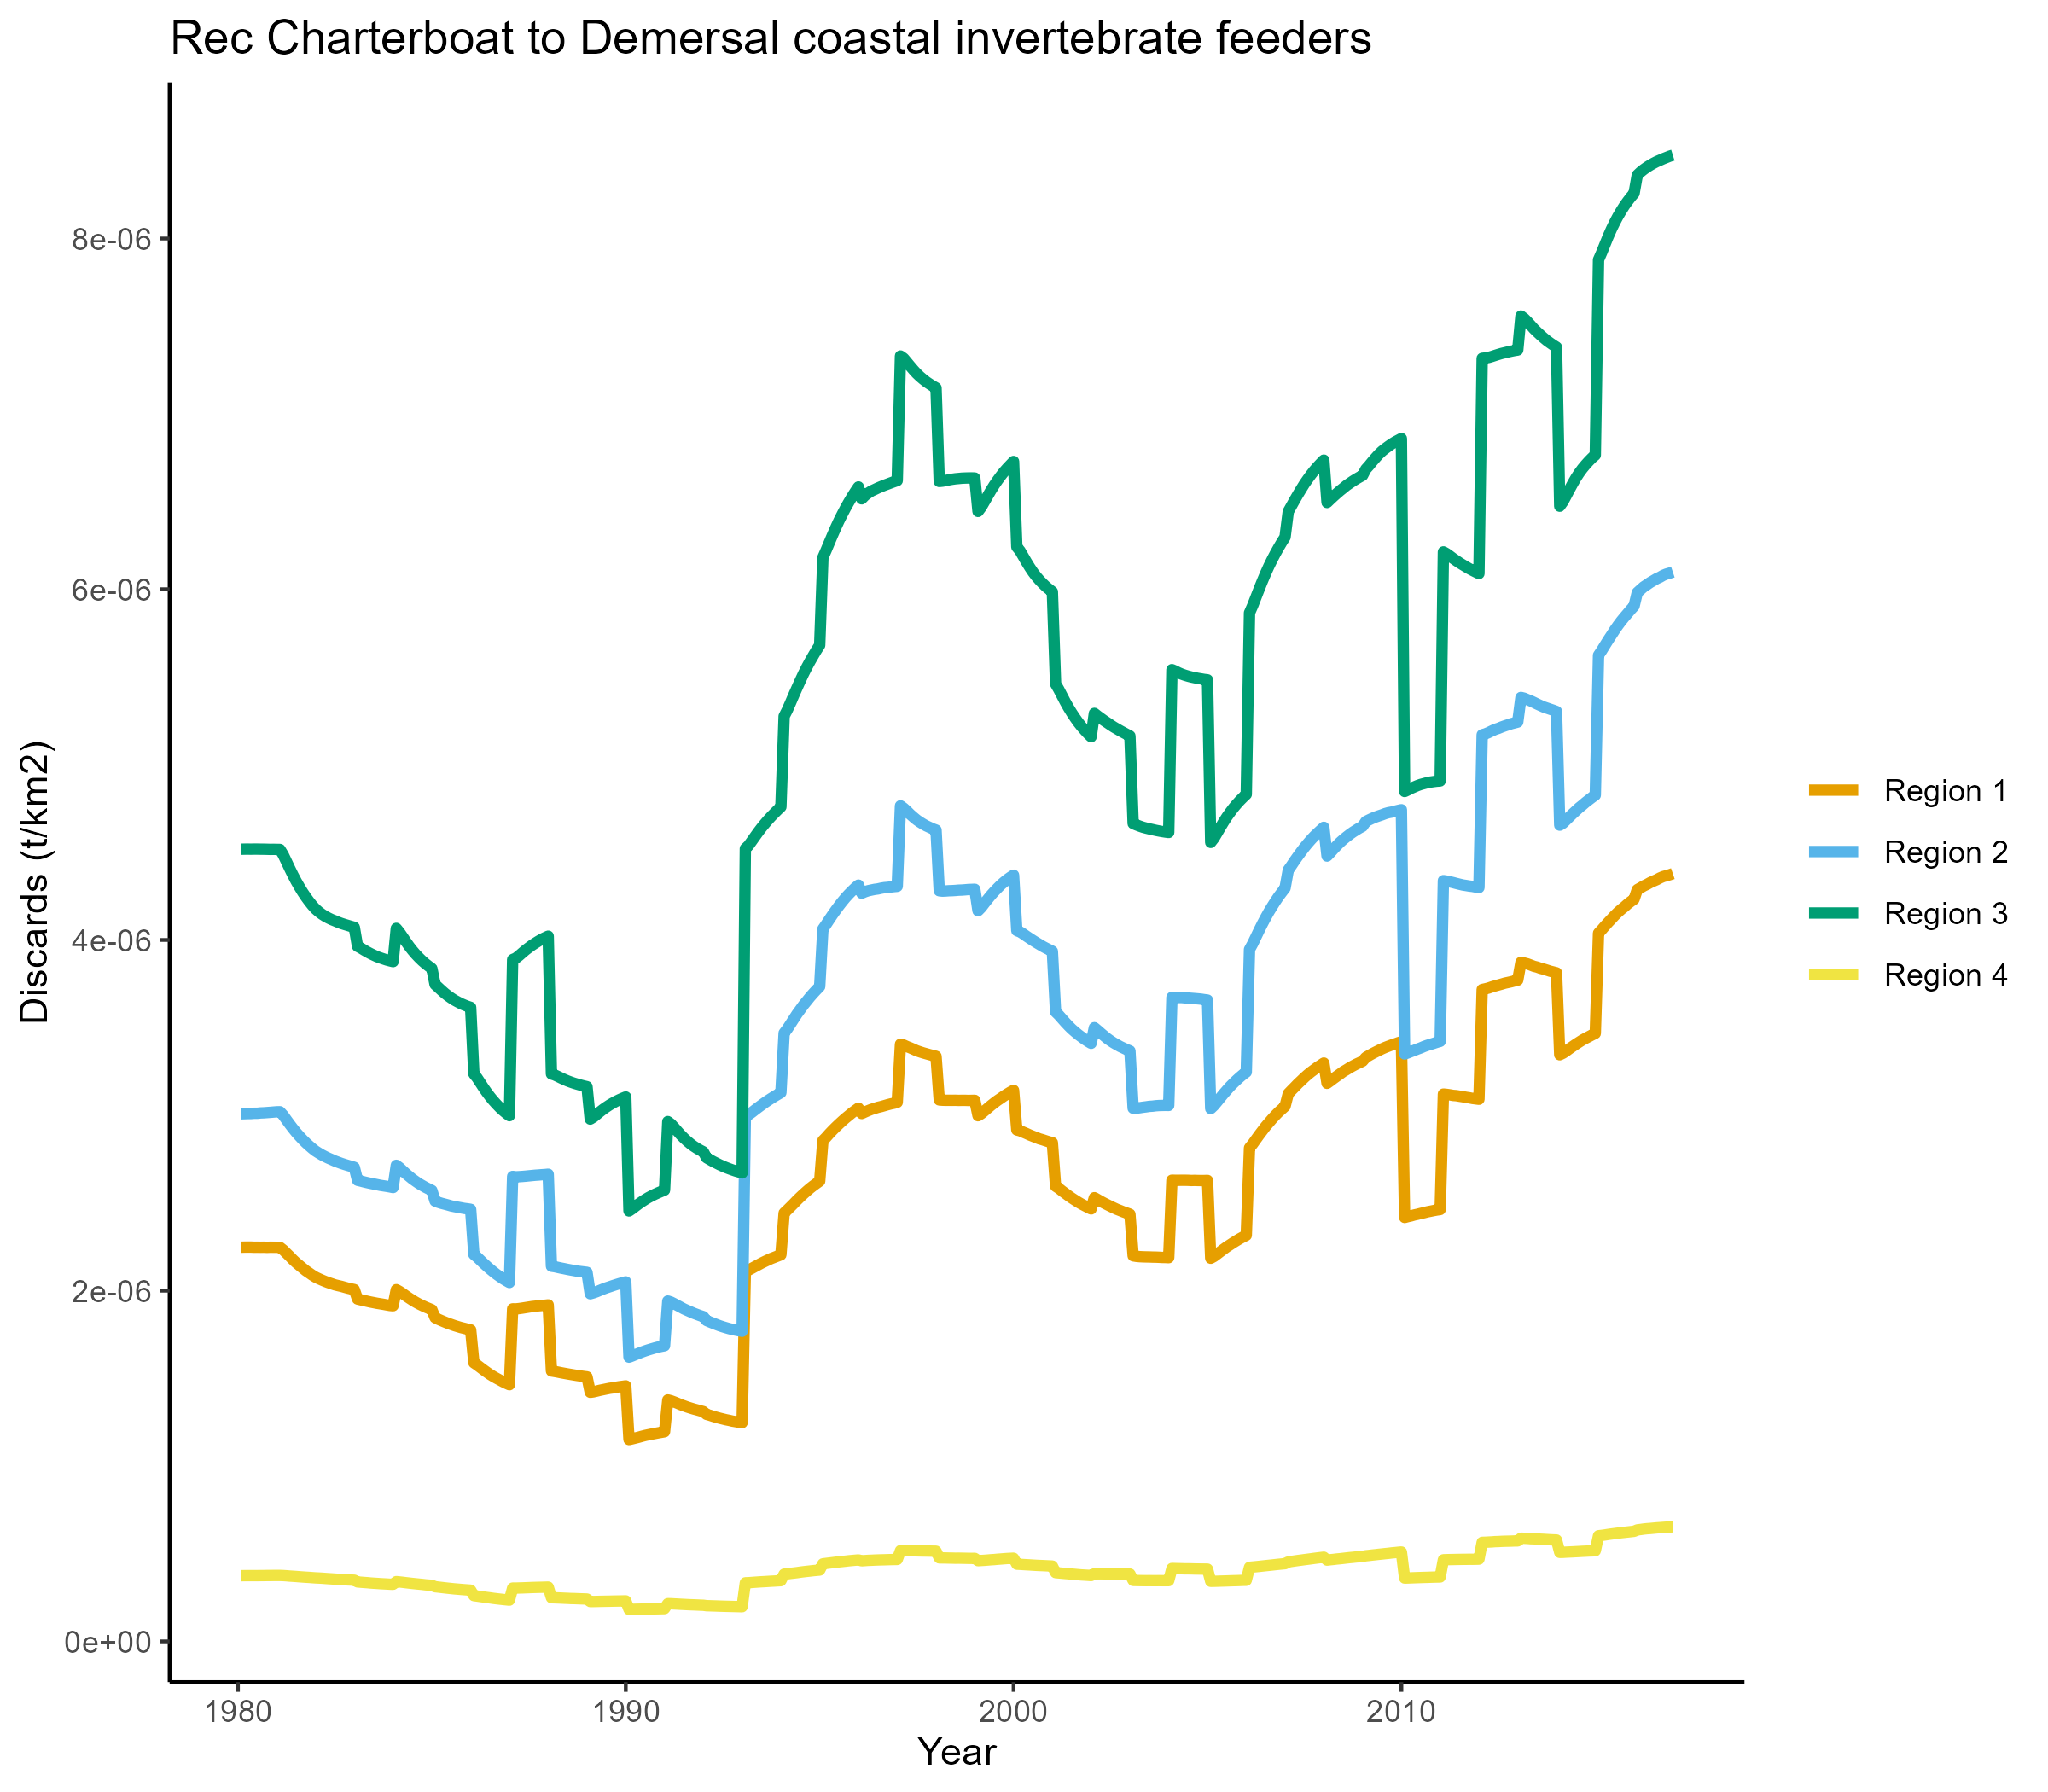 Rec Charterboat to Demersal coastal invertebrate feeders
Discards (t/km2)
8e-06
6e-06
4e-06
2e-06
0e+00
1980
1990
2000
2010
Year
Region 1
Region 2
Region 3
Region 4